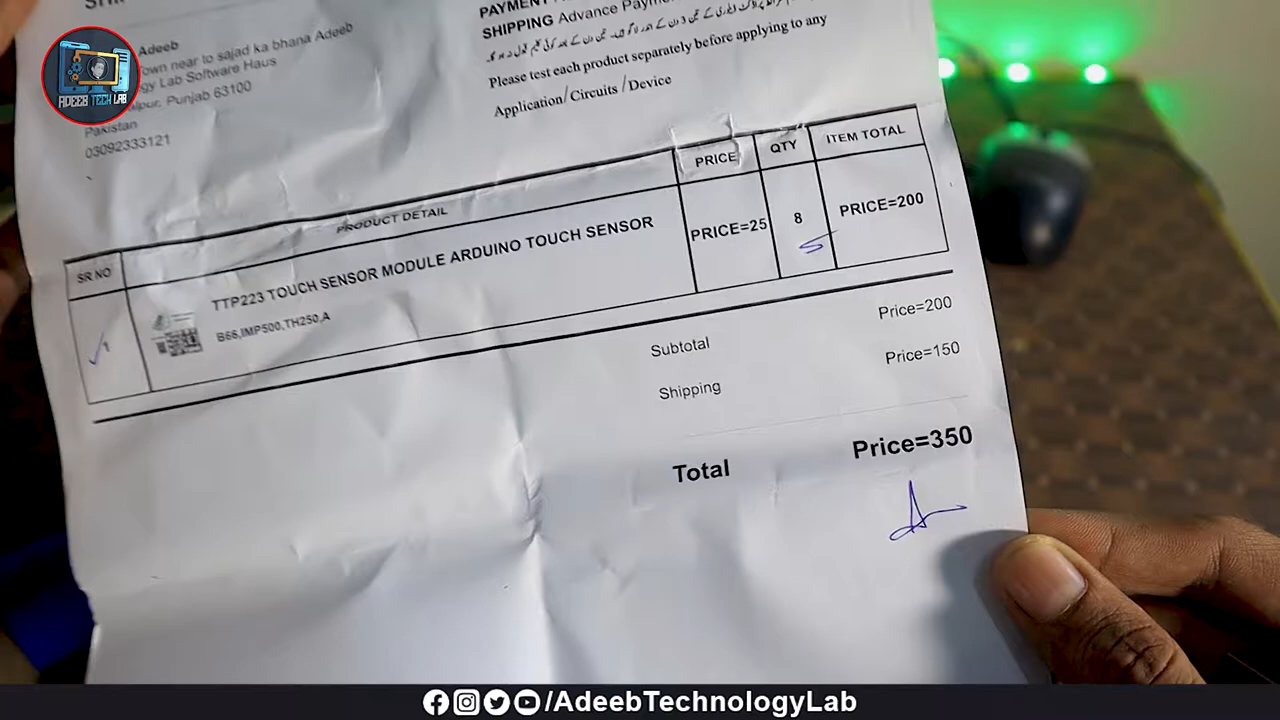 PAYMENT
SHIPPING Advance Payme
Please test each product separately before applying to any
Application/ Circuits / Device
Adeeb
own near to sajad ka bhana Adeeb
gy Lab Software Haus
pur, Punjab 63100
Pakistan
03092333121
ADEEB TECH LAB
SR NO PRODUCT DETAIL PRICE QTY ITEM TOTAL
1 TTP223 TOUCH SENSOR MODULE ARDUINO TOUCH SENSOR PRICE=25 8 PRICE=200
B66,IMP500,TH250,A
Subtotal Price=200
Shipping Price=150
Total Price=350
/AdeebTechnologyLab